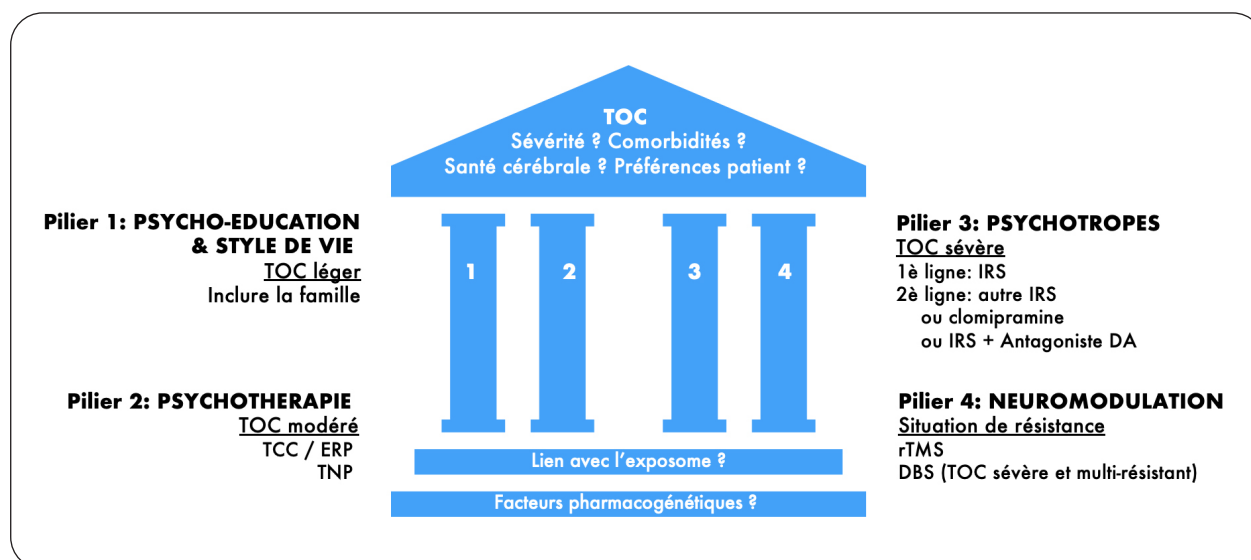 TOC
Sévérité ? Comorbidités ?
Santé cérébrale ? Préférences patient ?
Pilier 1: PSYCHO-EDUCATION
& STYLE DE VIE
TOC léger
Inclure la famille
Pilier 2: PSYCHOTHERAPIE
TOC modéré
TCC / ERP
TNP
1
2
3
4
Pilier 3: PSYCHOTROPES
TOC sévère
1è ligne: IRS
2è ligne: autre IRS
ou clomipramine
ou IRS + Antagoniste DA
Pilier 4: NEUROMODULATION
Situation de résistance
rTMS
DBS (TOC sévère et multi-résistant)
Lien avec l'exposome ?
Facteurs pharmacogénétiques ?